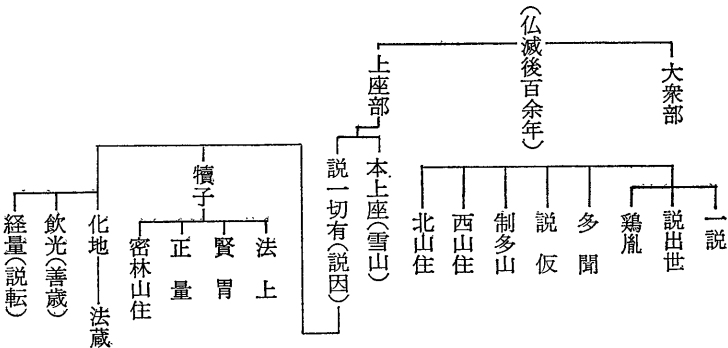 (仏滅後百余年)
大衆部
一説
説出世
鶏胤
多聞
説仮
制多山
西山住
北山住
上座部
本上座(雪山)
説一切有(説因)
犢子
法上
賢冑
正量
密林山住
化地
法蔵
飲光(善歳)
経量(説転)